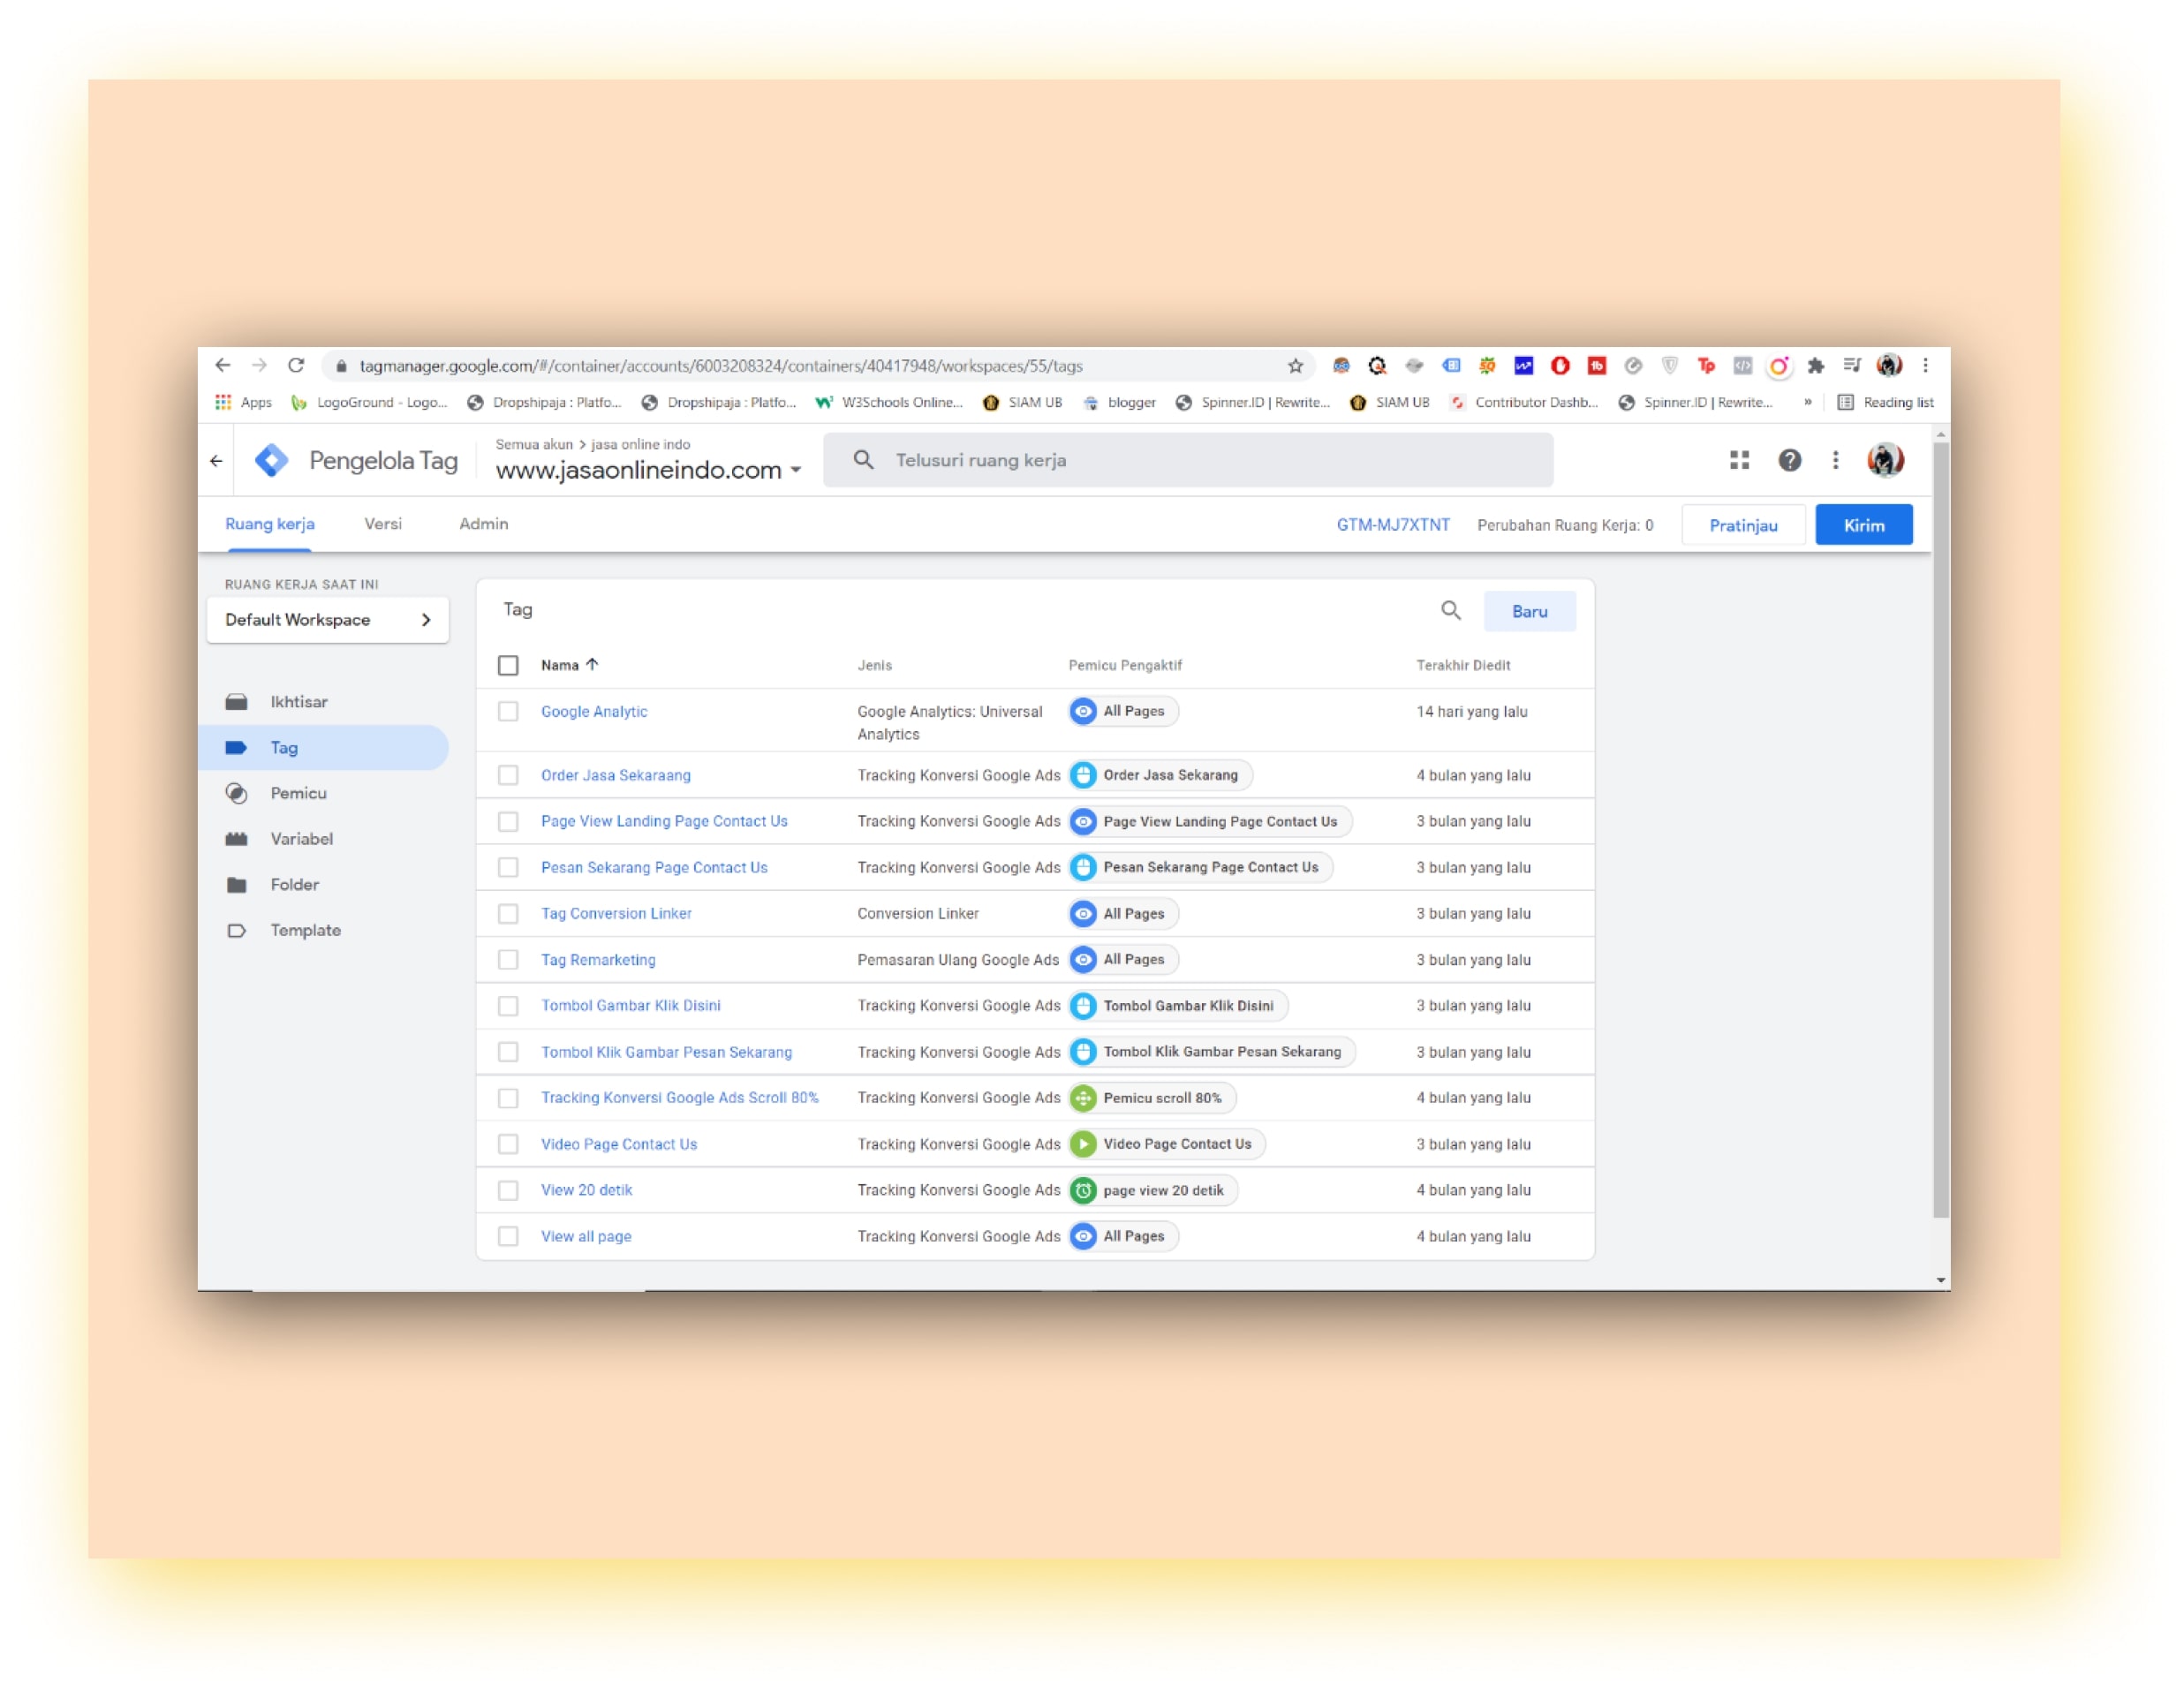 tagmanager.google.com/#/container/accounts/6003208324/containers/40417948/workspaces/55/tags
Apps LogoGround - Logo... Dropshipaja : Platfo... Dropshipaja : Platfo... W3Schools Online... SIAM UB blogger Spinner.ID | Rewrite... SIAM UB Contributor Dashb... Spinner.ID | Rewrite... » Reading list
Semua akun > jasa online indo
Pengelola Tag www.jasaonlineindo.com Telusuri ruang kerja
Ruang kerja Versi Admin GTM-MJ7XTNT Perubahan Ruang Kerja: 0 Pratinjau Kirim
RUANG KERJA SAAT INI
Default Workspace
Ikhtisar
Tag
Pemicu
Variabel
Folder
Template
Tag Baru
Nama Jenis Pemicu Pengaktif Terakhir Diedit
Google Analytic Google Analytics: Universal All Pages 14 hari yang lalu
Analytics
Order Jasa Sekaraang Tracking Konversi Google Ads Order Jasa Sekarang 4 bulan yang lalu
Page View Landing Page Contact Us Tracking Konversi Google Ads Page View Landing Page Contact Us 3 bulan yang lalu
Pesan Sekarang Page Contact Us Tracking Konversi Google Ads Pesan Sekarang Page Contact Us 3 bulan yang lalu
Tag Conversion Linker Conversion Linker All Pages 3 bulan yang lalu
Tag Remarketing Pemasaran Ulang Google Ads All Pages 3 bulan yang lalu
Tombol Gambar Klik Disini Tracking Konversi Google Ads Tombol Gambar Klik Disini 3 bulan yang lalu
Tombol Klik Gambar Pesan Sekarang Tracking Konversi Google Ads Tombol Klik Gambar Pesan Sekarang 3 bulan yang lalu
Tracking Konversi Google Ads Scroll 80% Tracking Konversi Google Ads Pemicu scroll 80% 4 bulan yang lalu
Video Page Contact Us Tracking Konversi Google Ads Video Page Contact Us 3 bulan yang lalu
View 20 detik Tracking Konversi Google Ads page view 20 detik 4 bulan yang lalu
View all page Tracking Konversi Google Ads All Pages 4 bulan yang lalu